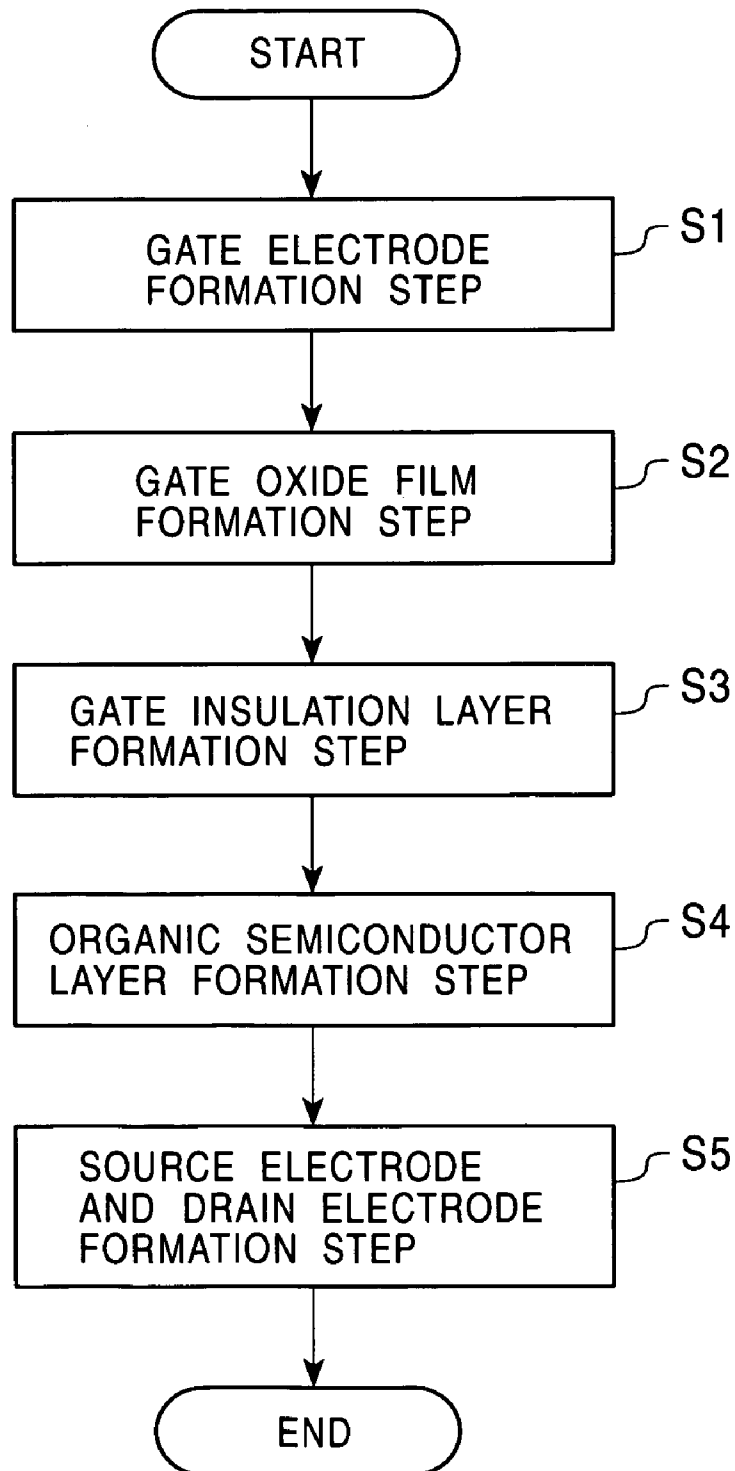 START
GATE ELECTRODE
FORMATION STEP
S1
GATE OXIDE FILM
FORMATION STEP
S2
GATE INSULATION LAYER
FORMATION STEP
S3
ORGANIC SEMICONDUCTOR
LAYER FORMATION STEP
S4
SOURCE ELECTRODE
AND DRAIN ELECTRODE
FORMATION STEP
S5
END